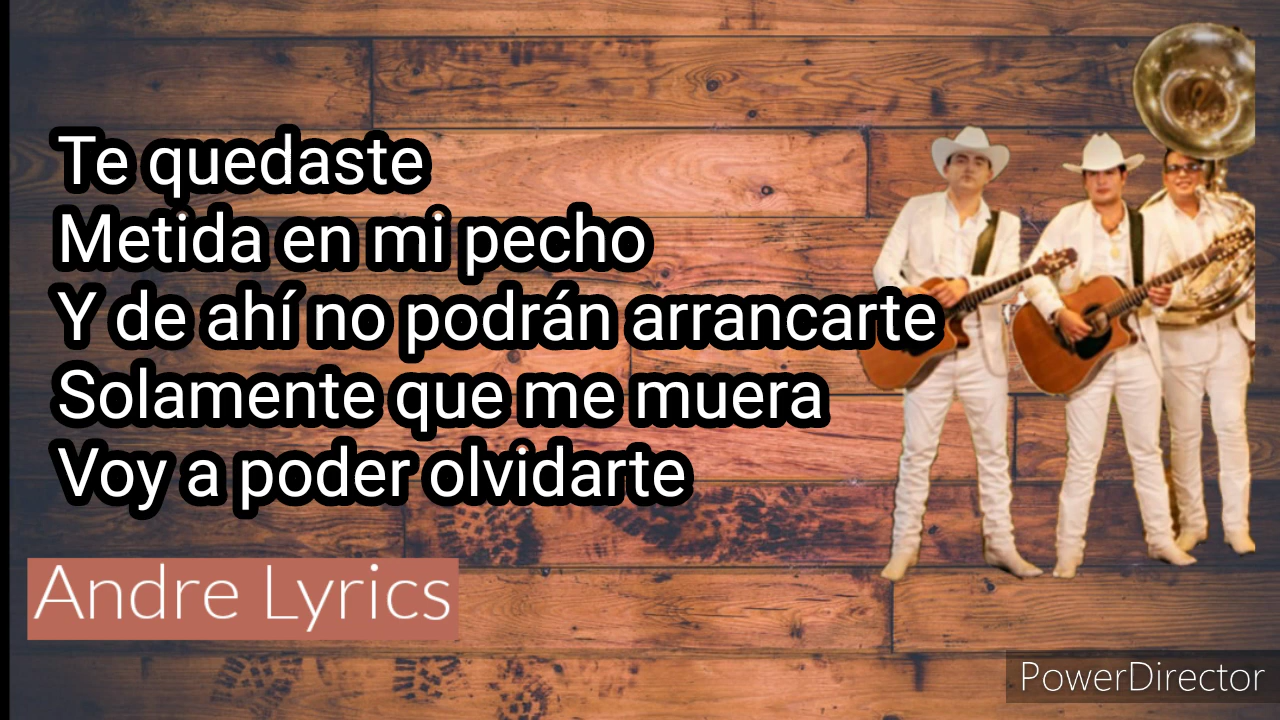 Te quedaste
Metida en mi pecho
Y de ahí no podrán arrancarte
Solamente que me muera
Voy a poder olvidarte
Andre Lyrics
PowerDirector